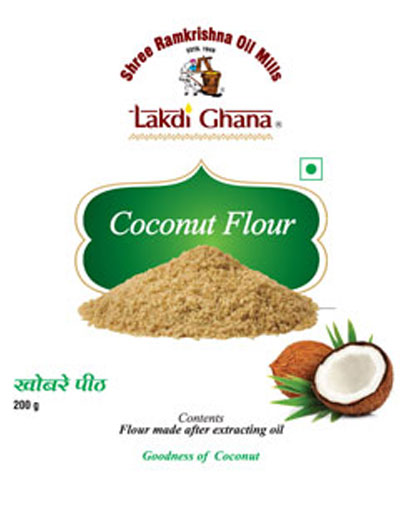 Shree Ramkrishna Oil Mills
ESTD. 1949
Lakdi Ghana ®
Coconut Flour
खोबरे पीठ
200 g
Contents
Flour made after extracting oil
Goodness of Coconut